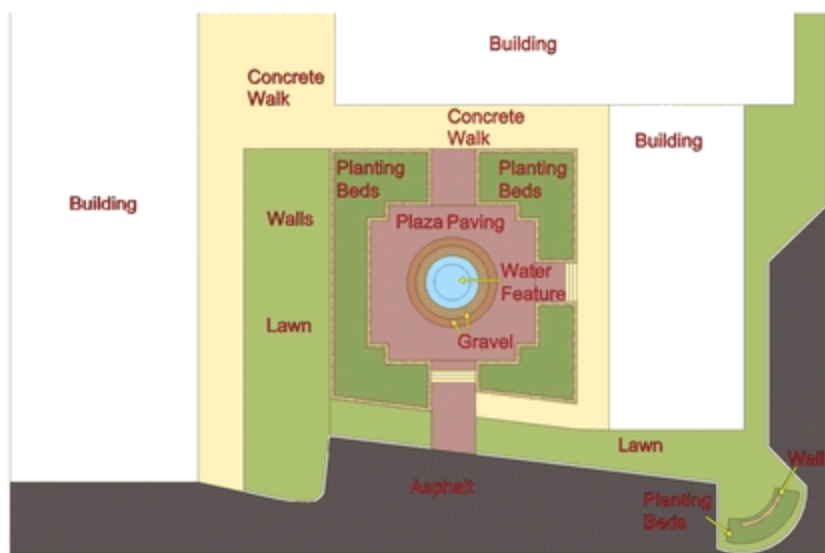 Building
Concrete
Walk
Concrete
Walk
Building
Planting
Beds
Planting
Beds
Building
Walls
Plaza Paving
Water
Feature
Lawn
Gravel
Lawn
Wall
Asphalt
Planting
Beds